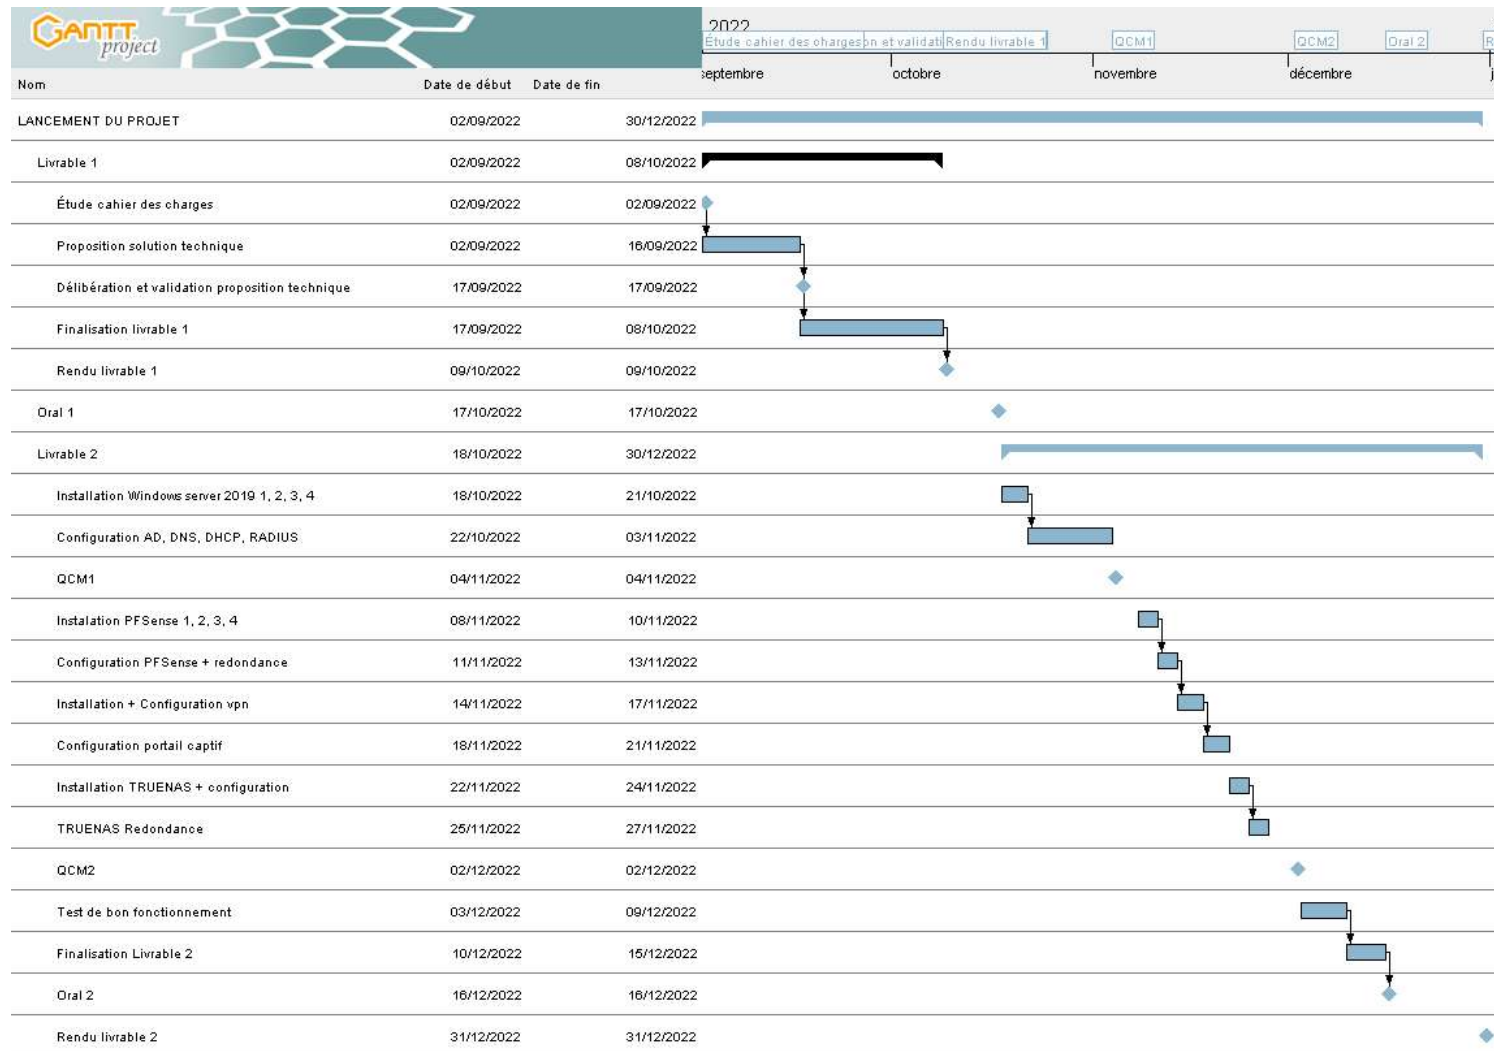 GANTT
project
2022
Étude cahier des charges on et validati Rendu livrable 1 QCM1 QCM2 Oral 2 R
septembre octobre novembre décembre j
Nom Date de début Date de fin
LANCEMENT DU PROJET 02/09/2022 30/12/2022
Livrable 1 02/09/2022 08/10/2022
Étude cahier des charges 02/09/2022 02/09/2022
Proposition solution technique 02/09/2022 16/09/2022
Délibération et validation proposition technique 17/09/2022 17/09/2022
Finalisation livrable 1 17/09/2022 08/10/2022
Rendu livrable 1 09/10/2022 09/10/2022
Oral 1 17/10/2022 17/10/2022
Livrable 2 18/10/2022 30/12/2022
Installation Windows server 2019 1, 2, 3, 4 18/10/2022 21/10/2022
Configuration AD, DNS, DHCP, RADIUS 22/10/2022 03/11/2022
QCM1 04/11/2022 04/11/2022
Instalation PFSense 1, 2, 3, 4 08/11/2022 10/11/2022
Configuration PFSense + redondance 11/11/2022 13/11/2022
Installation + Configuration vpn 14/11/2022 17/11/2022
Configuration portail captif 18/11/2022 21/11/2022
Installation TRUENAS + configuration 22/11/2022 24/11/2022
TRUENAS Redondance 25/11/2022 27/11/2022
QCM2 02/12/2022 02/12/2022
Test de bon fonctionnement 03/12/2022 09/12/2022
Finalisation Livrable 2 10/12/2022 15/12/2022
Oral 2 16/12/2022 16/12/2022
Rendu livrable 2 31/12/2022 31/12/2022